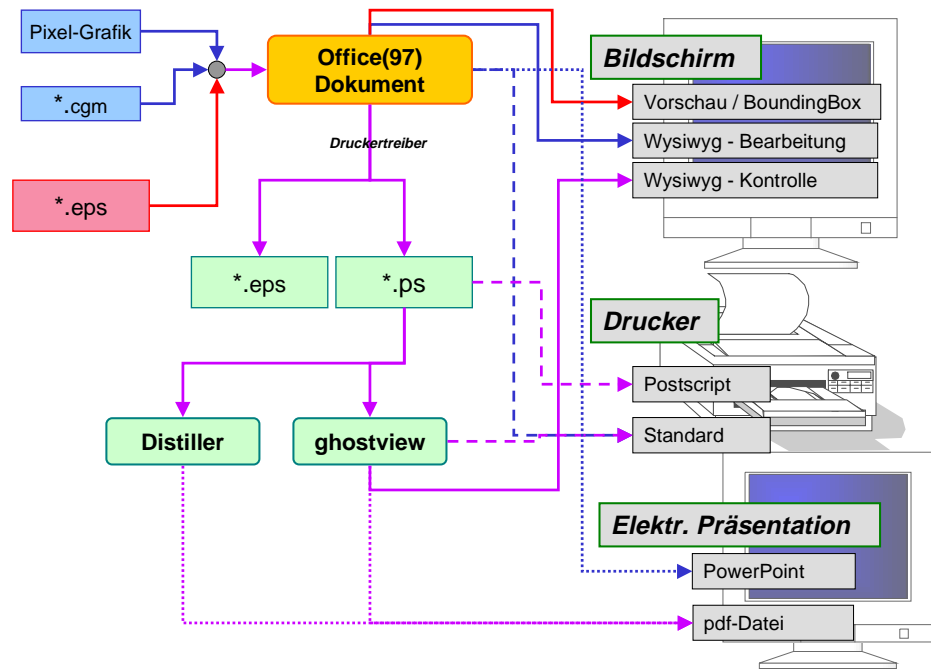 Pixel-Grafik
*.cgm
*.eps
Office(97)
Dokument
Druckertreiber
*.eps
*.ps
Distiller
ghostview
Bildschirm
Vorschau / BoundingBox
Wysiwyg - Bearbeitung
Wysiwyg - Kontrolle
Drucker
Postscript
Standard
Elektr. Präsentation
PowerPoint
pdf-Datei